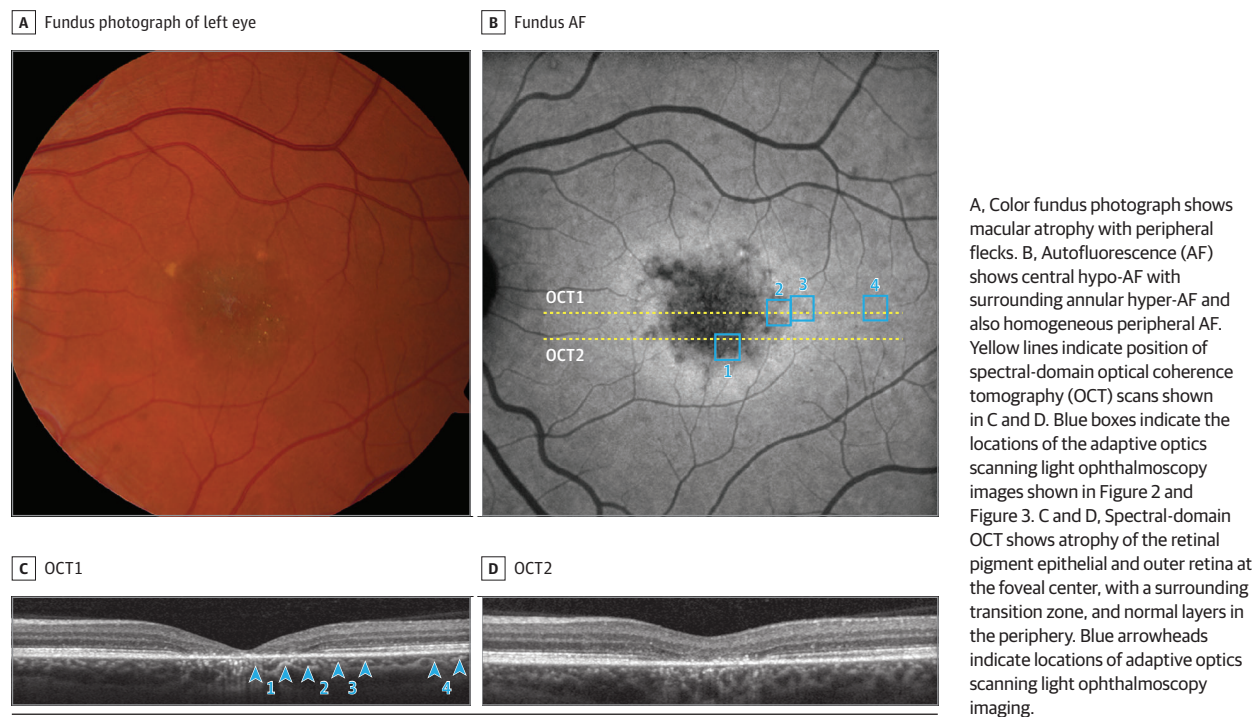 A Fundus photograph of left eye
B Fundus AF
OCT1
OCT2
2
3
4
1
A, Color fundus photograph shows
macular atrophy with peripheral
flecks. B, Autofluorescence (AF)
shows central hypo-AF with
surrounding annular hyper-AF and
also homogeneous peripheral AF.
Yellow lines indicate position of
spectral-domain optical coherence
tomography (OCT) scans shown
in C and D. Blue boxes indicate the
locations of the adaptive optics
scanning light ophthalmoscopy
images shown in Figure 2 and
Figure 3. C and D, Spectral-domain
OCT shows atrophy of the retinal
pigment epithelial and outer retina at
the foveal center, with a surrounding
transition zone, and normal layers in
the periphery. Blue arrowheads
indicate locations of adaptive optics
scanning light ophthalmoscopy
imaging.
C OCT1
1 2 3 4
D OCT2